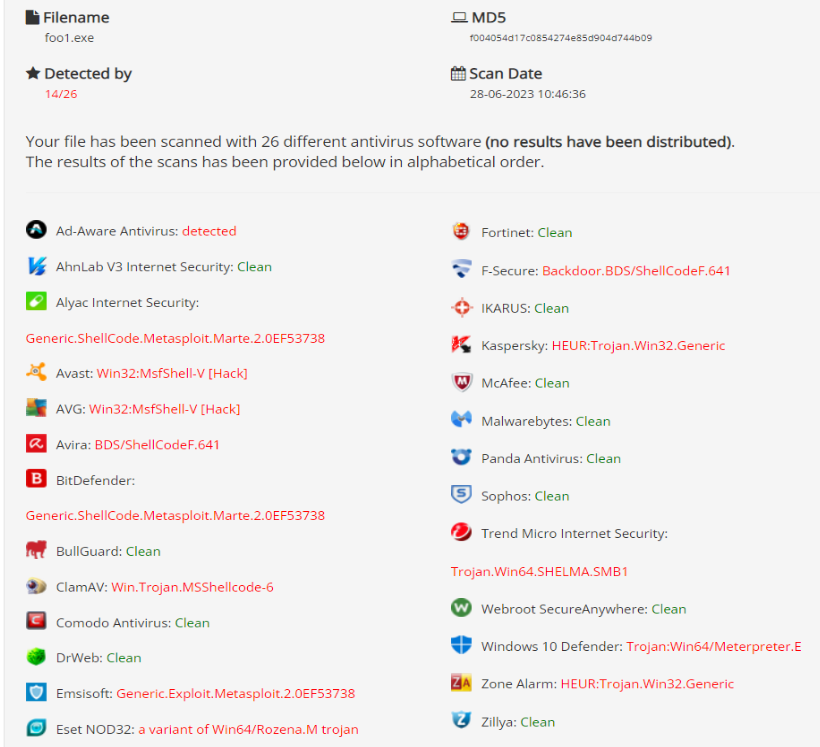 Filename
foo1.exe
MD5
f004054d17c0854274e85d904d744b09
Detected by
14/26
Scan Date
28-06-2023 10:46:36
Your file has been scanned with 26 different antivirus software (no results have been distributed).
The results of the scans has been provided below in alphabetical order.
Ad-Aware Antivirus: detected
AhnLab V3 Internet Security: Clean
Alyac Internet Security:
Generic.ShellCode.Metasploit.Marte.2.0EF53738
Avast: Win32:MsfShell-V [Hack]
AVG: Win32:MsfShell-V [Hack]
Avira: BDS/ShellCodeF.641
BitDefender:
Generic.ShellCode.Metasploit.Marte.2.0EF53738
BullGuard: Clean
ClamAV: Win.Trojan.MSShellcode-6
Comodo Antivirus: Clean
DrWeb: Clean
Emsisoft: Generic.Exploit.Metasploit.2.0EF53738
Eset NOD32: a variant of Win64/Rozena.M trojan
Fortinet: Clean
F-Secure: Backdoor.BDS/ShellCodeF.641
IKARUS: Clean
Kaspersky: HEUR:Trojan.Win32.Generic
McAfee: Clean
Malwarebytes: Clean
Panda Antivirus: Clean
Sophos: Clean
Trend Micro Internet Security:
Trojan.Win64.SHELMA.SMB1
Webroot SecureAnywhere: Clean
Windows 10 Defender: Trojan:Win64/Meterpreter.E
Zone Alarm: HEUR:Trojan.Win32.Generic
Zillya: Clean